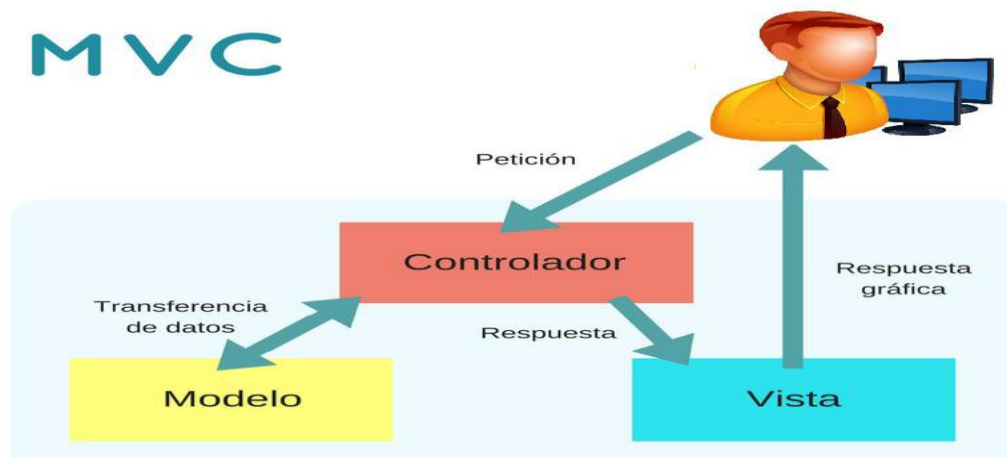 MVC
Petición
Controlador
Transferencia
de datos
Respuesta
Respuesta
gráfica
Modelo
Vista